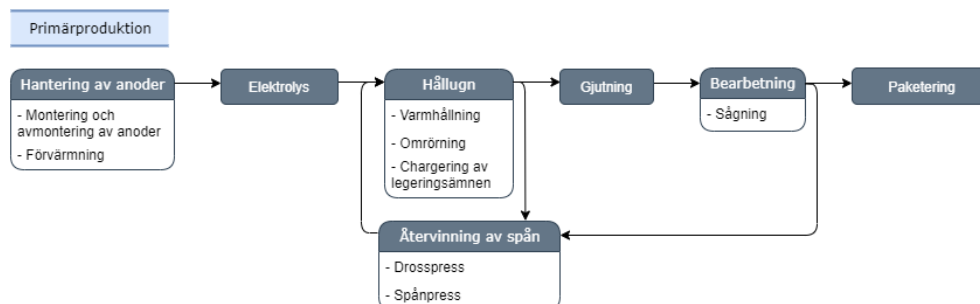 Primärproduktion
Hantering av anoder
- Montering och
avmontering av anoder
- Förvärmning
Elektrolys
Hållugn
- Varmhållning
- Omrörning
- Chargering av
legeringsämnen
Gjutning
Bearbetning
- Sågning
Paketering
Återvinning av spån
- Drosspress
- Spånpress